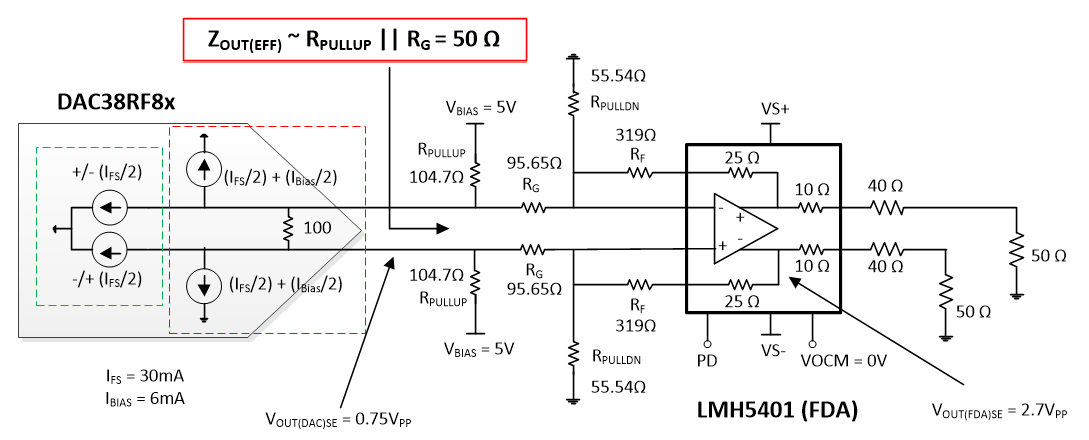 Z_OUT(EFF) ~ R_PULLUP || R_G = 50 Ω
DAC38RF8x
+/- (I_FS/2)
-/+ (I_FS/2)
(I_FS/2) + (I_Bias/2)
100
(I_FS/2) + (I_Bias/2)
I_FS = 30mA
I_BIAS = 6mA
V_OUT(DAC)SE = 0.75V_PP
V_BIAS = 5V
R_PULLUP
104.7Ω
104.7Ω
R_PULLUP
V_BIAS = 5V
95.65Ω
R_G
R_G
95.65Ω
55.54Ω
R_PULLDN
319Ω
R_F
R_F
319Ω
R_PULLDN
55.54Ω
VS+
25 Ω
-
+
+
-
25 Ω
10 Ω
10 Ω
40 Ω
40 Ω
50 Ω
50 Ω
PD
VS-
VOCM = 0V
LMH5401 (FDA)
V_OUT(FDA)SE = 2.7V_PP